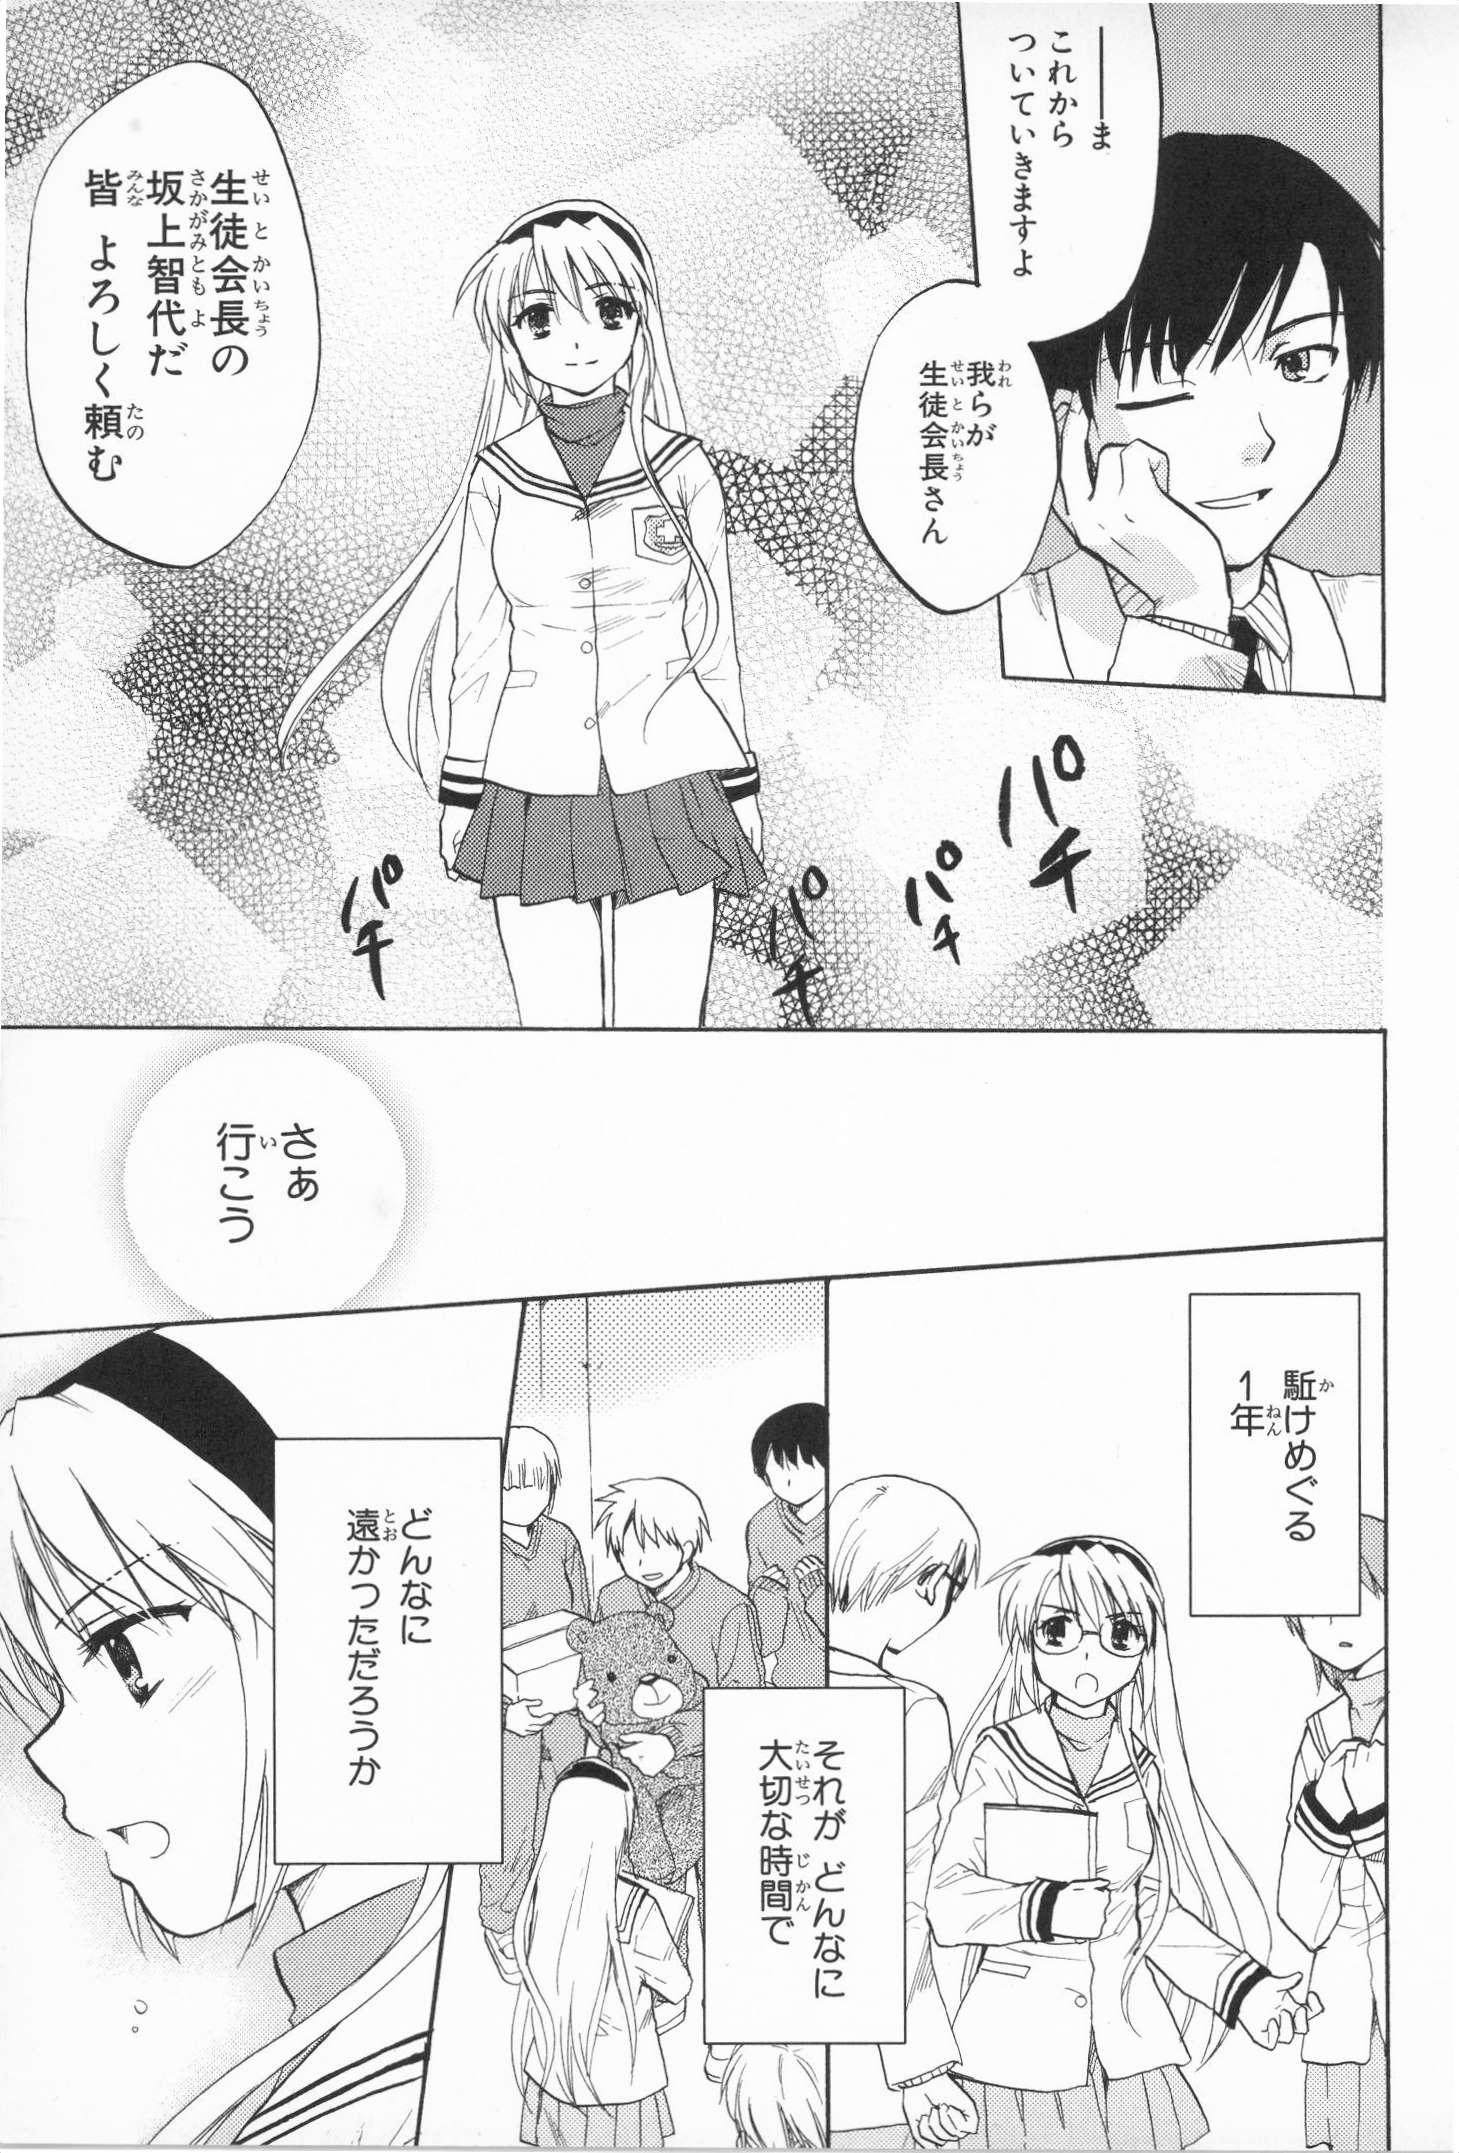 ――ま
これから
ついていきますよ
我らが
生徒会長さん
生徒会長の
坂上智代だ
皆 よろしく頼む
パチ
パチ
パチ
パチ
さぁ
行こう
駈けめぐる
1年
それが どんなに
大切な時間で
どんなに
遠かっただろうか